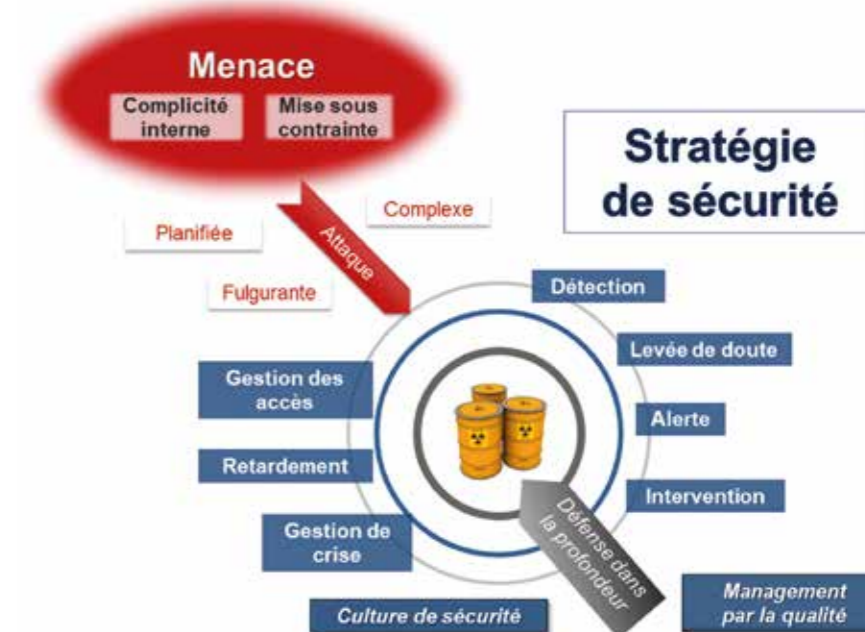 Menace
Complicité
interne
Mise sous
contrainte
Stratégie
de sécurité
Complexe
Planifiée
Attaque
Fulgurante
Détection
Levée de doute
Gestion des
accès
Alerte
Retardement
Intervention
Gestion de
crise
Défense dans
la profondeur
Culture de sécurité
Management
par la qualité